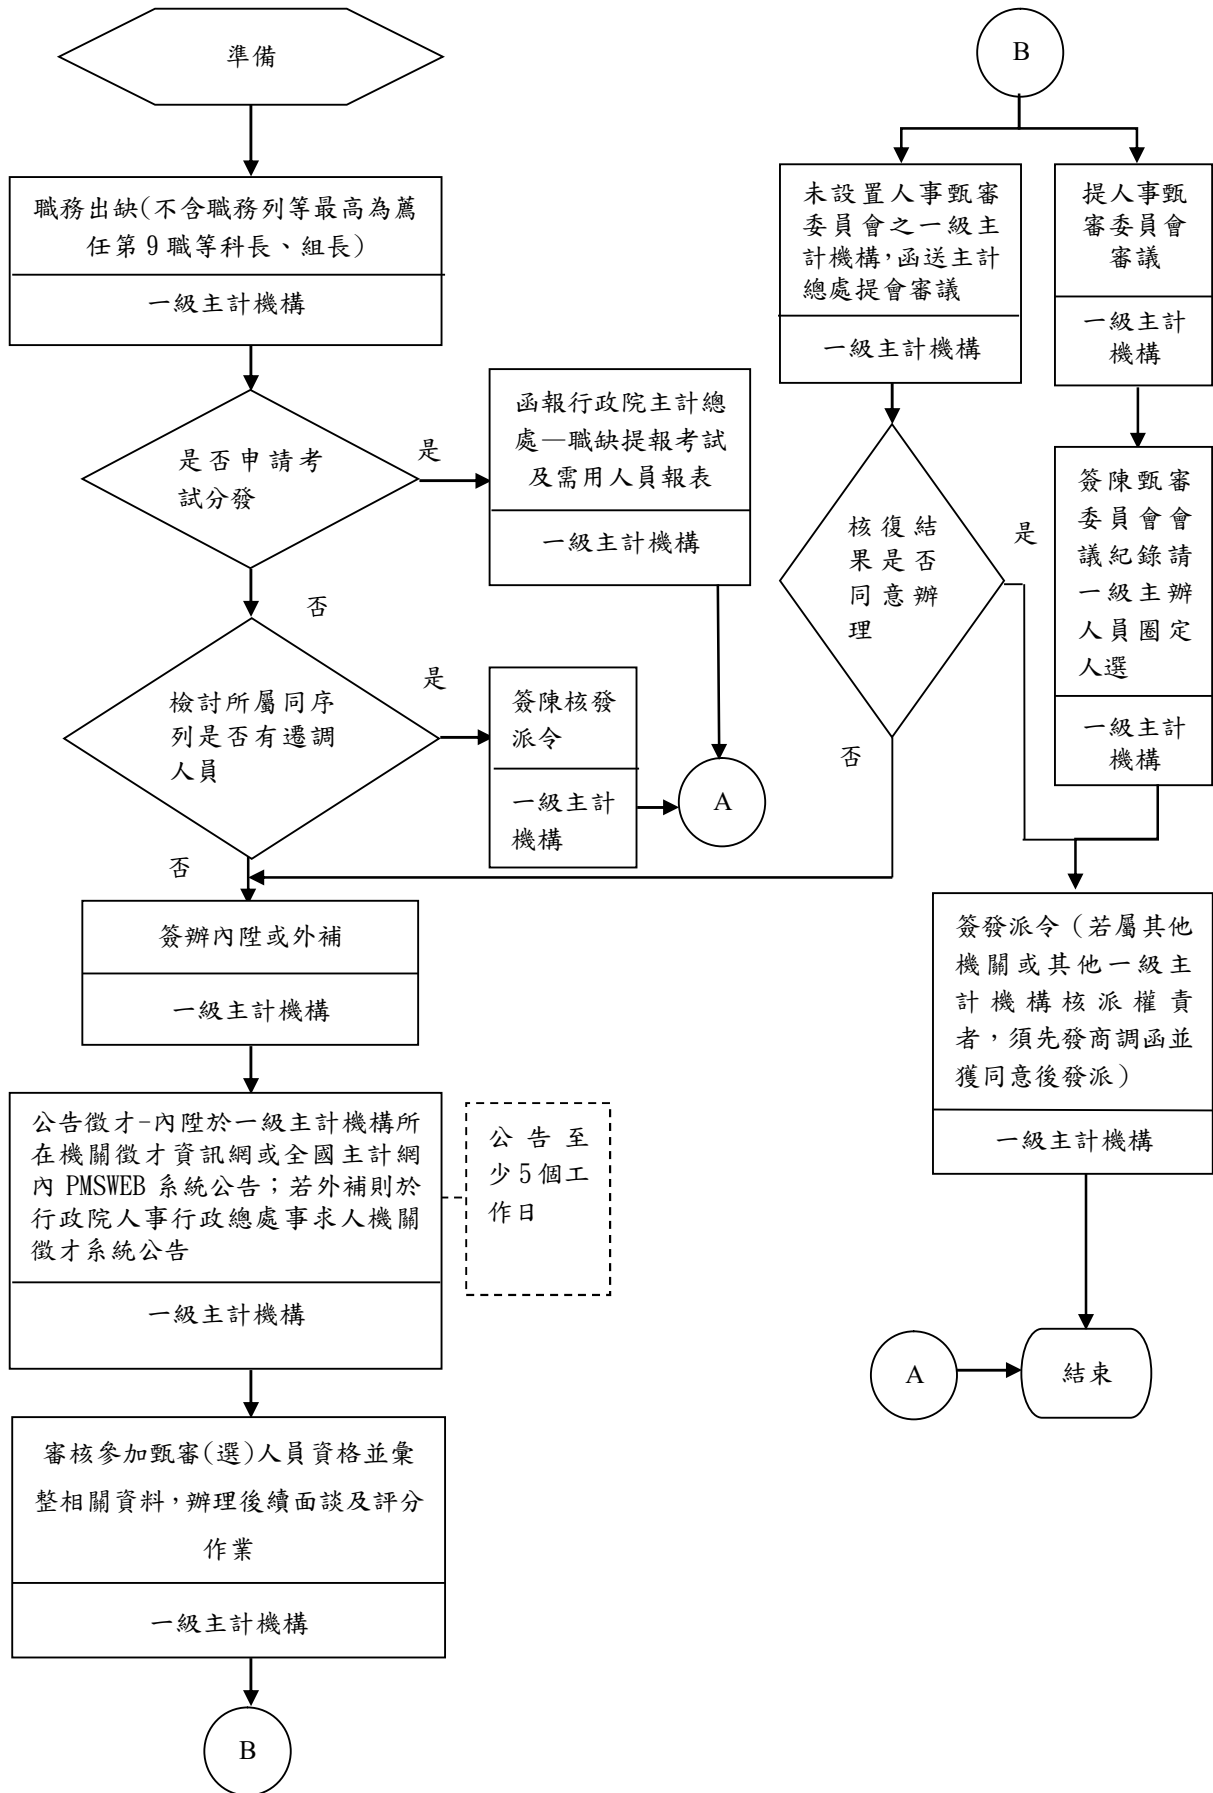 準備
職務出缺(不含職務列等最高為薦
任第9職等科長、組長)
一級主計機構
是否申請考
試分發
是
否
函報行政院主計總
處—職缺提報考試
及需用人員報表
一級主計機構
檢討所屬同序
列是否有遷調
人員
是
否
簽陳核發
派令
一級主計
機構
A
簽辦內陞或外補
一級主計機構
公告徵才-內陞於一級主計機構所
在機關徵才資訊網或全國主計網
內 PMSWEB 系統公告；若外補則於
行政院人事行政總處事求人機關
徵才系統公告
一級主計機構
公告至
少5個工
作日
審核參加甄審(選)人員資格並彙
整相關資料，辦理後續面談及評分
作業
一級主計機構
B
B
未設置人事甄審
委員會之一級主
計機構，函送主計
總處提會審議
一級主計機構
提人事甄
審委員會
審議
一級主計
機構
核復結
果是否
同意辦
理
是
否
簽陳甄審
委員會會
議紀錄請
一級主辦
人員圈定
人選
一級主計
機構
簽發派令（若屬其他
機關或其他一級主
計機構核派權責
者，須先發商調函並
獲同意後發派）
一級主計機構
A
結束